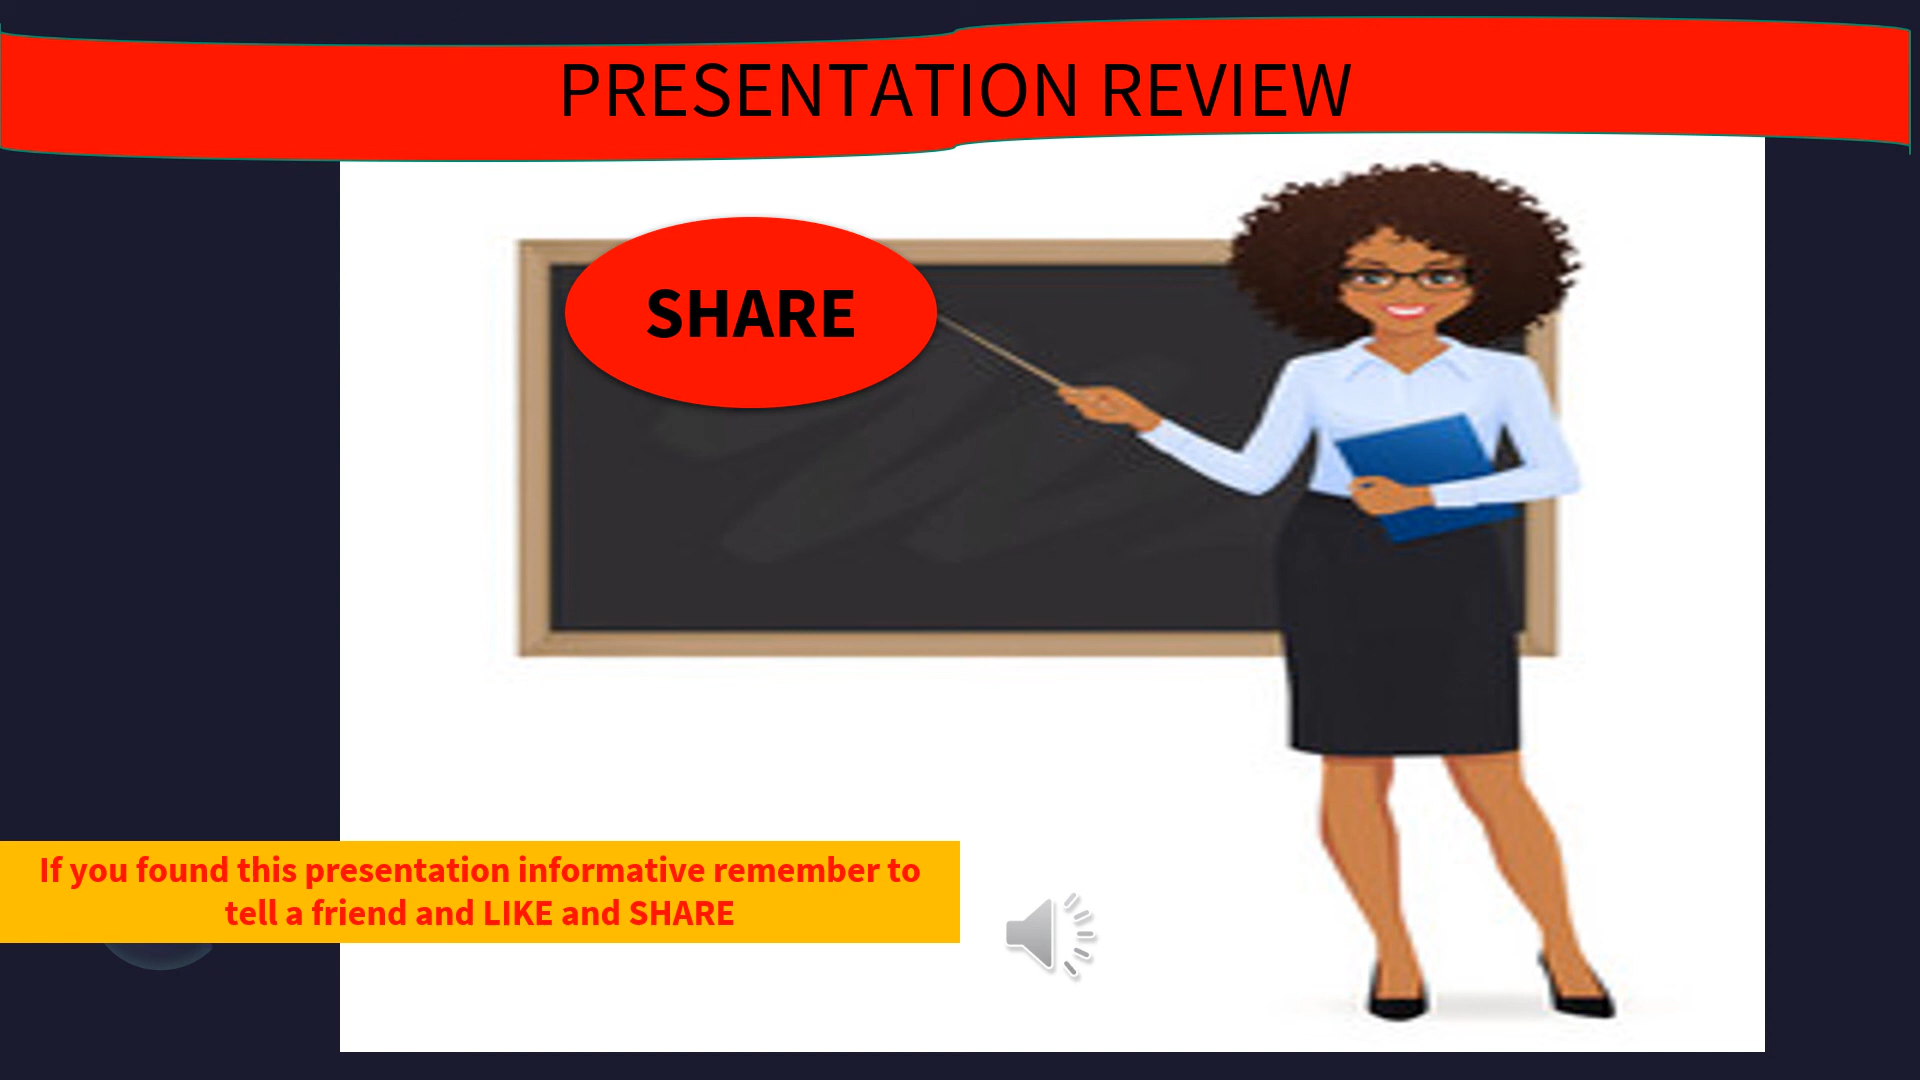 PRESENTATION REVIEW
SHARE
If you found this presentation informative remember to
tell a friend and LIKE and SHARE